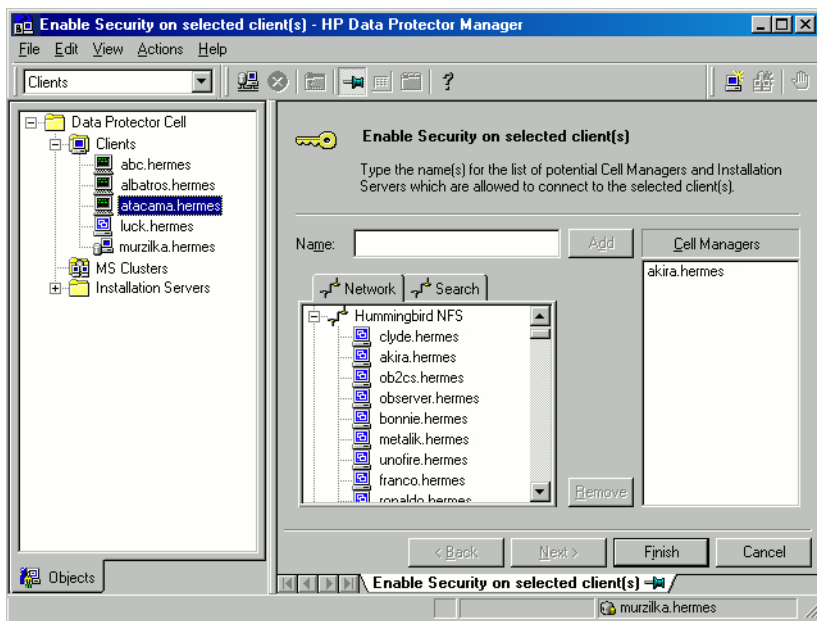 Enable Security on selected client(s) - HP Data Protector Manager
File Edit View Actions Help
Clients
?
Data Protector Cell
Clients
abc.hermes
albatros.hermes
atacama.hermes
luck.hermes
murzilka.hermes
MS Clusters
Installation Servers
Objects
Enable Security on selected client(s)
Type the name(s) for the list of potential Cell Managers and Installation
Servers which are allowed to connect to the selected client(s).
Name:
Add
Cell Managers
akira.hermes
Network
Search
Hummingbird NFS
clyde.hermes
akira.hermes
ob2cs.hermes
observer.hermes
bonnie.hermes
metalik.hermes
unofire.hermes
franco.hermes
ronaldo.hermes
Remove
< Back
Next >
Finish
Cancel
Enable Security on selected client(s)
murzilka.hermes